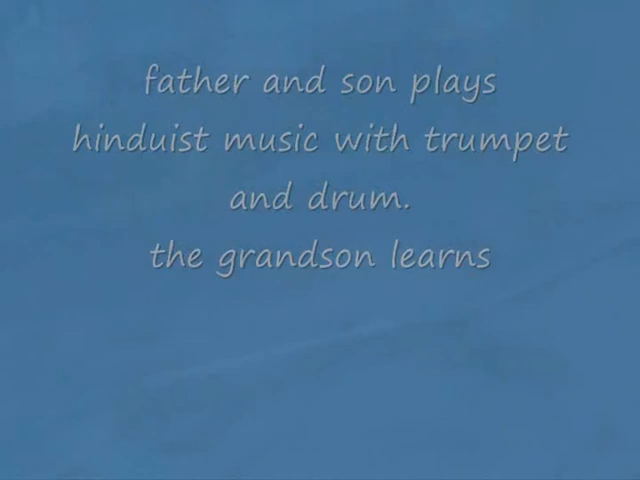 father and son plays
hinduist music with trumpet
and drum.
the grandson learns